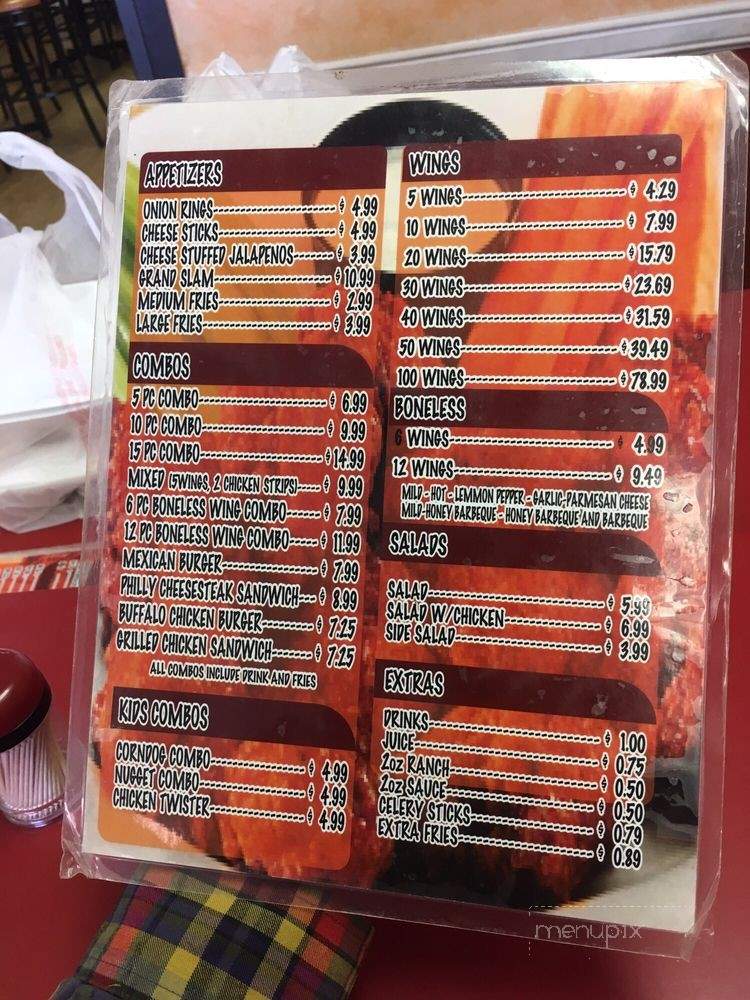 APPETIZERS
ONION RINGS $ 4.99
CHEESE STICKS $ 4.99
CHEESE STUFFED JALAPENOS $ 3.99
GRAND SLAM $10.99
MEDIUM FRIES $ 2.99
LARGE FRIES $ 3.99
COMBOS
5 PC COMBO $ 6.99
10 PC COMBO $ 9.99
15 PC COMBO $14.99
MIXED (5WINGS, 2 CHICKEN STRIPS) $ 9.99
6 PC BONELESS WING COMBO $ 7.99
12 PC BONELESS WING COMBO $ 11.99
MEXICAN BURGER $ 7.99
PHILLY CHEESESTEAK SANDWICH $ 8.99
BUFFALO CHICKEN BURGER $ 7.25
GRILLED CHICKEN SANDWICH $ 7.25
ALL COMBOS INCLUDE DRINK AND FRIES
KIDS COMBOS
CORNDOG COMBO $ 4.99
NUGGET COMBO $ 4.99
CHICKEN TWISTER $ 4.99
WINGS
5 WINGS $ 4.29
10 WINGS $ 7.99
20 WINGS $15.79
30 WINGS $ 23.69
40 WINGS $31.59
50 WINGS $39.49
100 WINGS $78.99
BONELESS
6 WINGS $ 4.99
12 WINGS $ 9.49
MILD - HOT - LEMMON PEPPER - GARLIC,PARMESAN CHEESE
MILD-HONEY BARBEQUE - HONEY BARBEQUE AND BARBEQUE
SALADS
SALAD $ 5.99
SALAD W/CHICKEN $ 6.99
SIDE SALAD $ 3.99
EXTRAS
DRINKS $ 1.00
JUICE $ 0.75
2oz RANCH $ 0.50
2oz SAUCE $ 0.50
CELERY STICKS $ 0.79
EXTRA FRIES $ 0.89
menupix